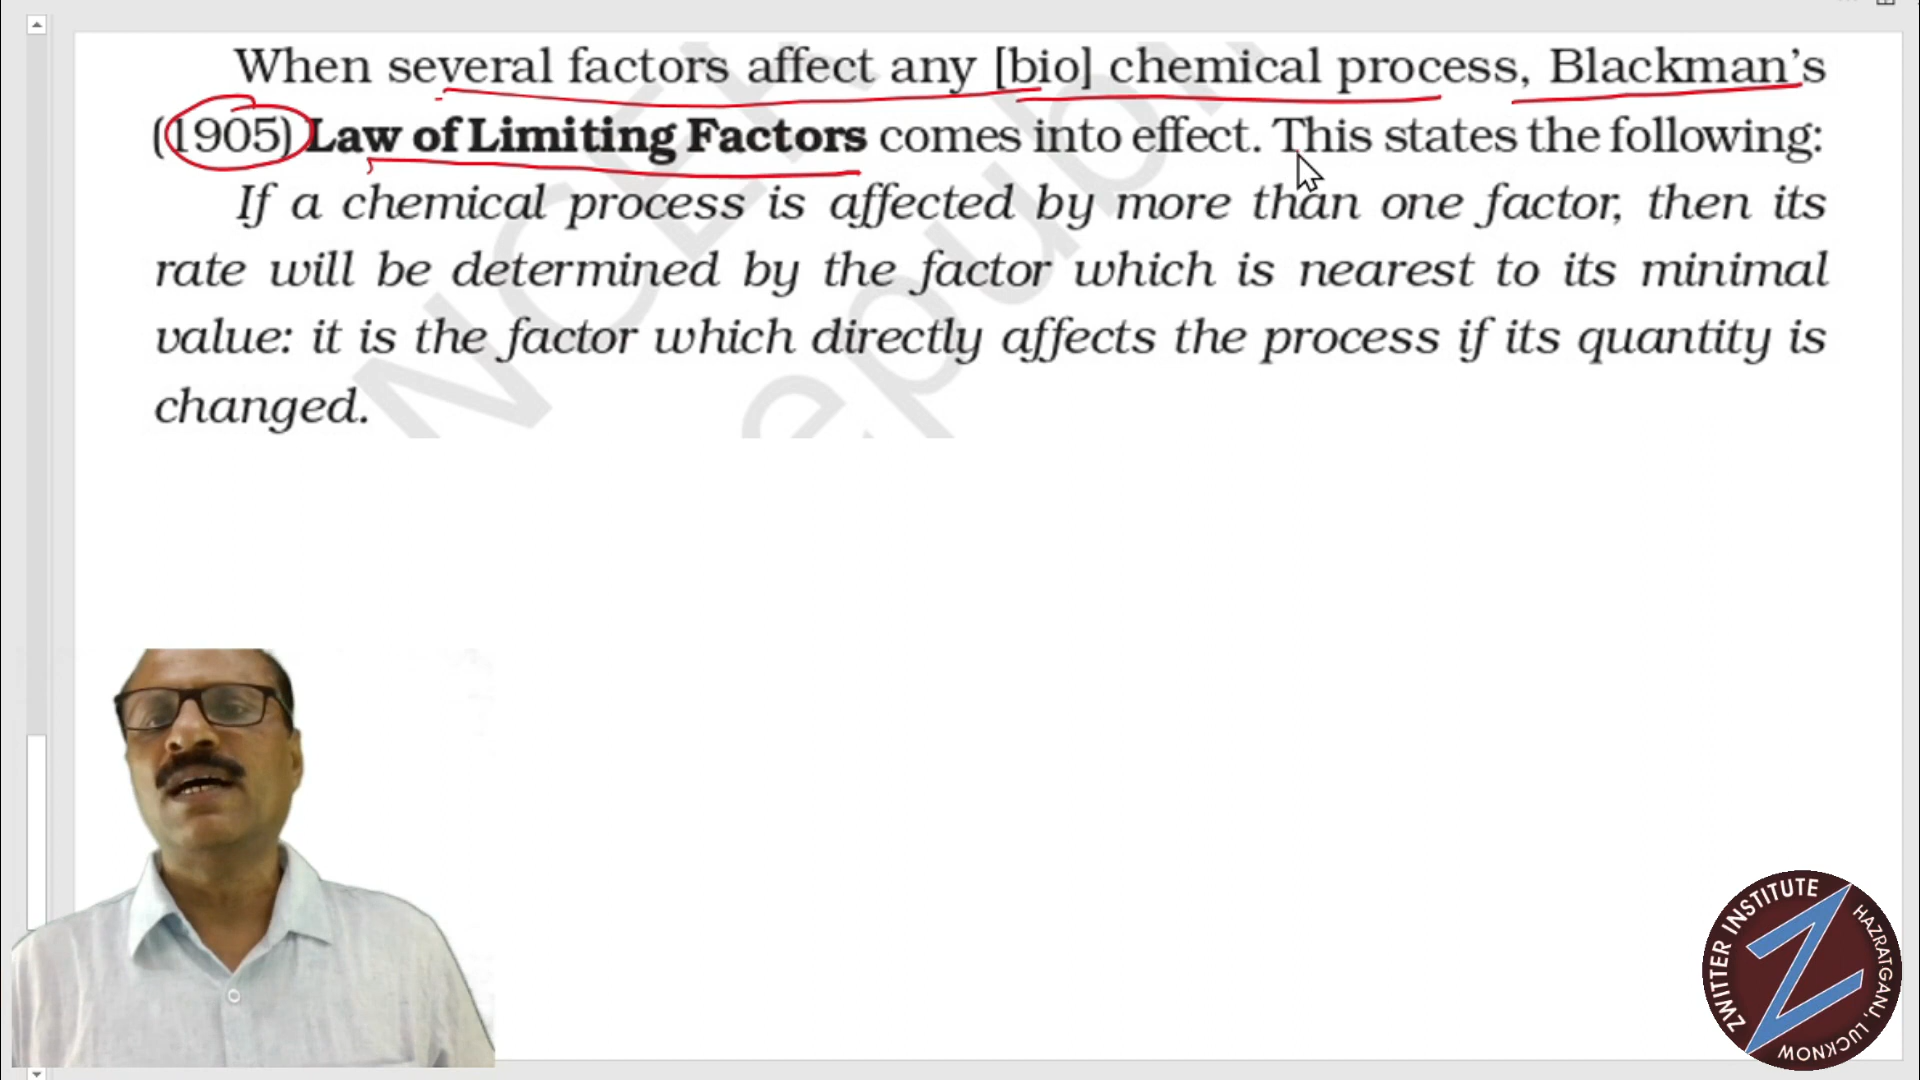 When several factors affect any [bio] chemical process, Blackman’s
(1905) Law of Limiting Factors comes into effect. This states the following:
If a chemical process is affected by more than one factor, then its
rate will be determined by the factor which is nearest to its minimal
value: it is the factor which directly affects the process if its quantity is
changed.
ZWITTER INSTITUTE
HAZRATGANJ, LUCKNOW